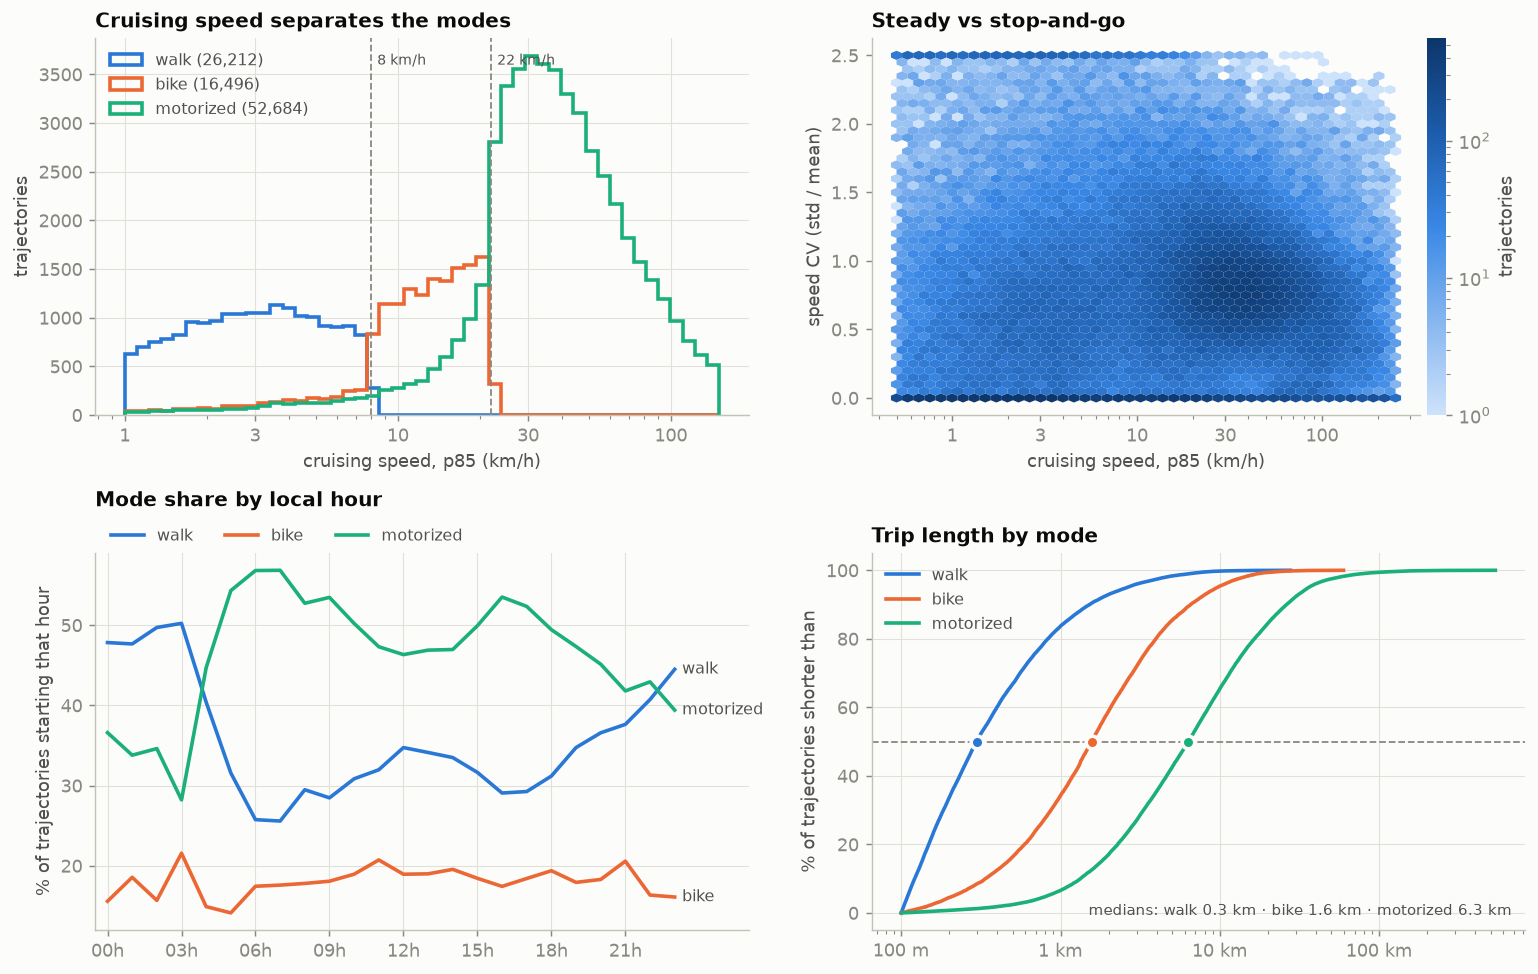 Cruising speed separates the modes
walk (26,212)
bike (16,496)
motorized (52,684)
8 km/h
22 km/h
3500
3000
2500
2000
1500
1000
500
0
trajectories
1
3
10
30
100
cruising speed, p85 (km/h)
Steady vs stop-and-go
2.5
2.0
1.5
1.0
0.5
0.0
speed CV (std / mean)
1
3
10
30
100
cruising speed, p85 (km/h)
10²
10¹
10⁰
trajectories
Mode share by local hour
walk
bike
motorized
50
40
30
20
% of trajectories starting that hour
walk
motorized
bike
00h
03h
06h
09h
12h
15h
18h
21h
Trip length by mode
walk
bike
motorized
100
80
60
40
20
0
% of trajectories shorter than
medians: walk 0.3 km · bike 1.6 km · motorized 6.3 km
100 m
1 km
10 km
100 km